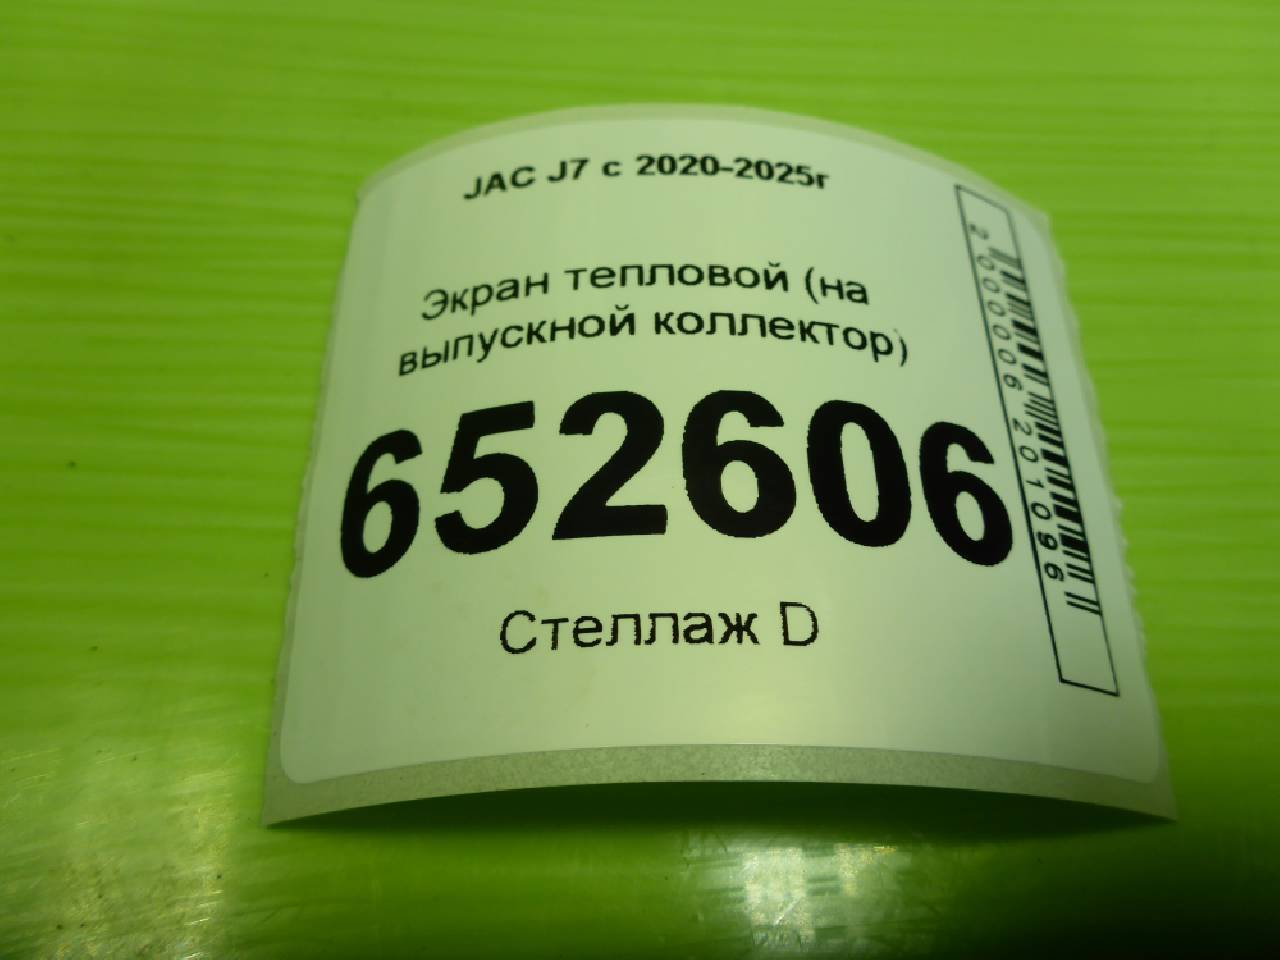 JAC J7 с 2020-2025г
Экран тепловой (на
выпускной коллектор)
652606
Стеллаж D
2000006201096